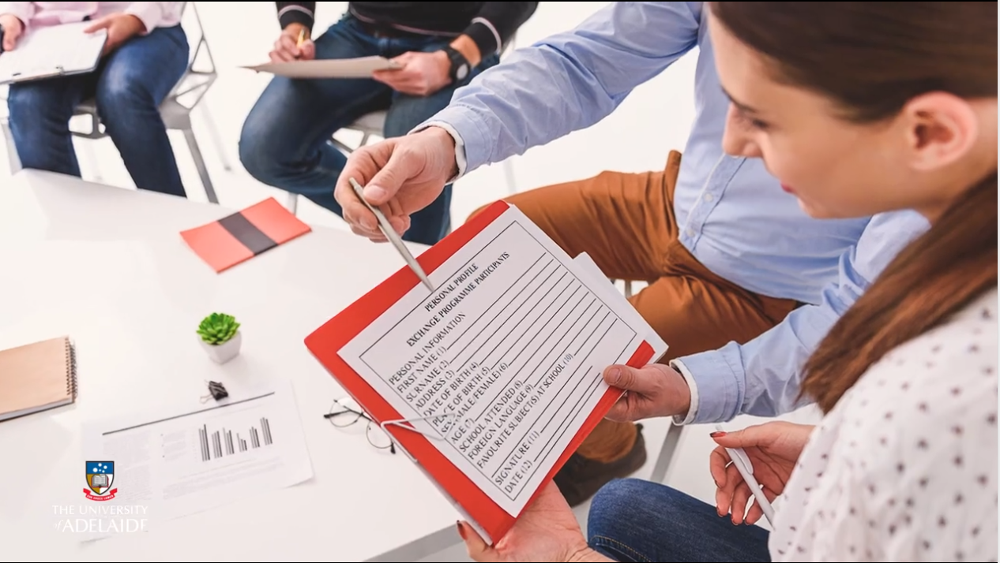 PERSONAL PROFILE
EXCHANGE PROGRAMME PARTICIPANTS
PERSONAL INFORMATION
FIRST NAME (1)
SURNAME (2)
ADDRESS (3)
DATE OF BIRTH (4)
PLACE OF BIRTH (5)
SEX (MALE FEMALE) (6)
AGE (7)
SCHOOL ATTENDED (8)
FOREIGN LANGUAGE (9)
FAVOURITE SUBJECT(S) AT SCHOOL (10)
SIGNATURE (11)
DATE (12)
THE UNIVERSITY
of ADELAIDE